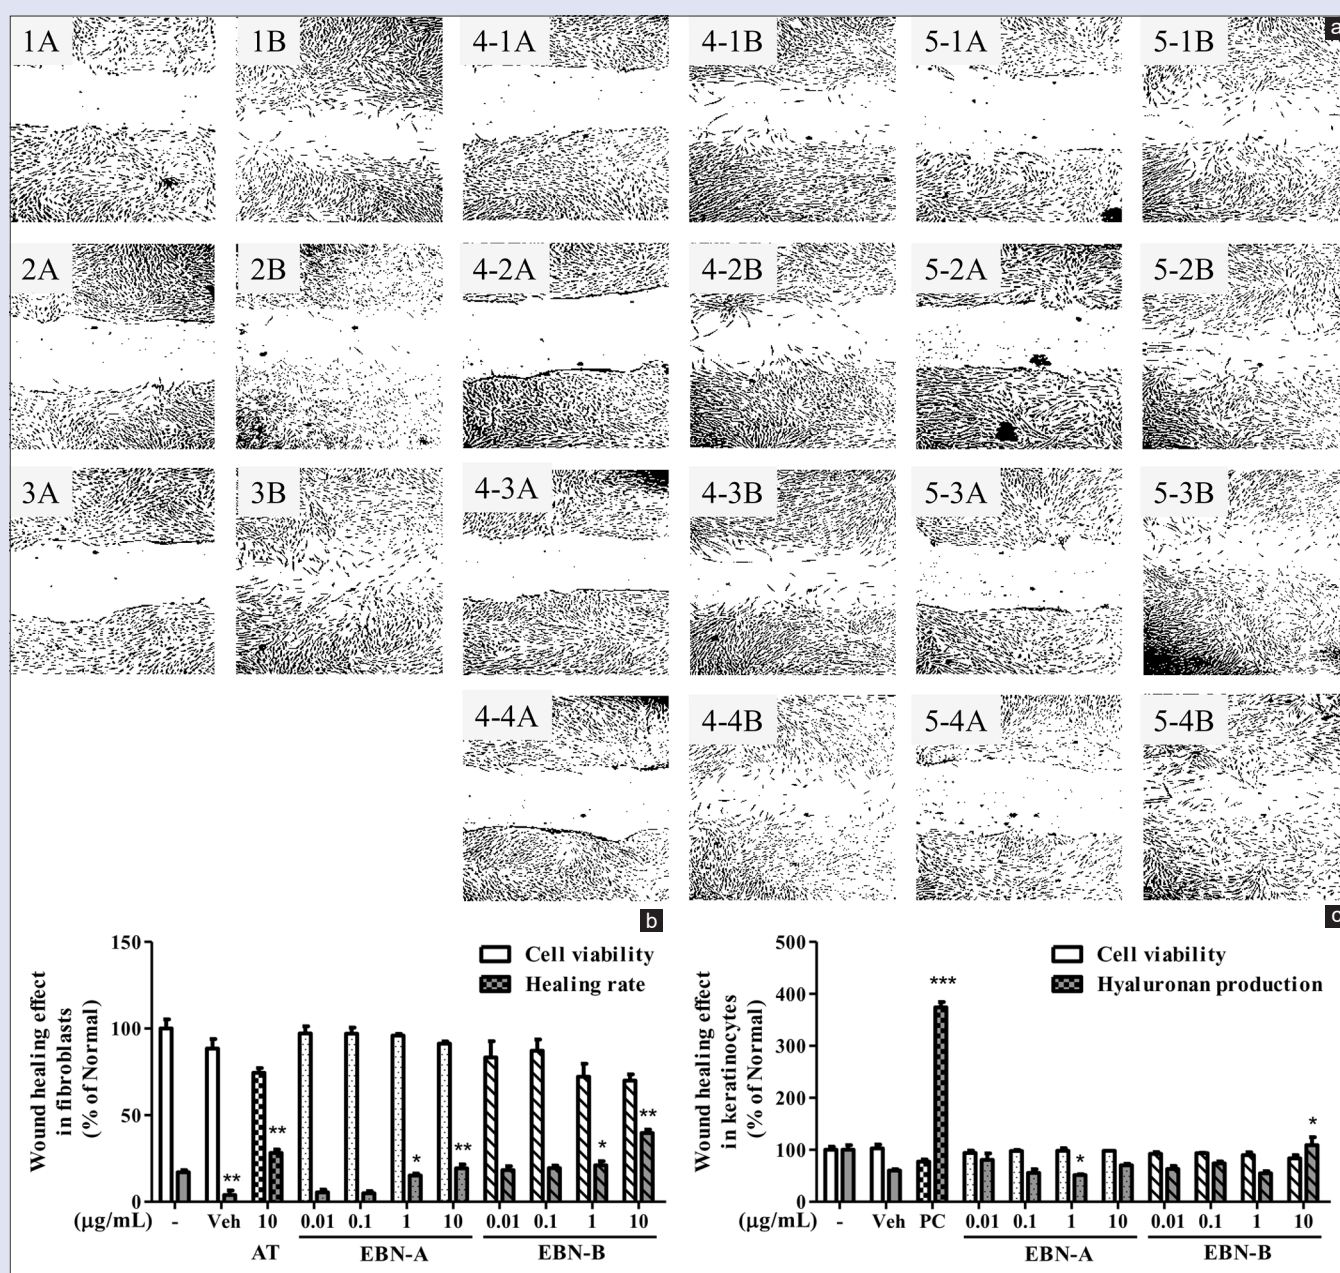 a
1A 1B 4-1A 4-1B 5-1A 5-1B
2A 2B 4-2A 4-2B 5-2A 5-2B
3A 3B 4-3A 4-3B 5-3A 5-3B
4-4A 4-4B 5-4A 5-4B
b
Wound healing effect
in fibroblasts
(% of Normal)
150
100
50
0
Cell viability
Healing rate
**
**
*
**
*
**
(μg/mL) - Veh 10 0.01 0.1 1 10 0.01 0.1 1 10
AT EBN-A EBN-B
c
Wound healing effect
in keratinocytes
(% of Normal)
500
400
300
200
100
0
Cell viability
Hyaluronan production
***
*
*
(μg/mL) - Veh PC 0.01 0.1 1 10 0.01 0.1 1 10
EBN-A EBN-B